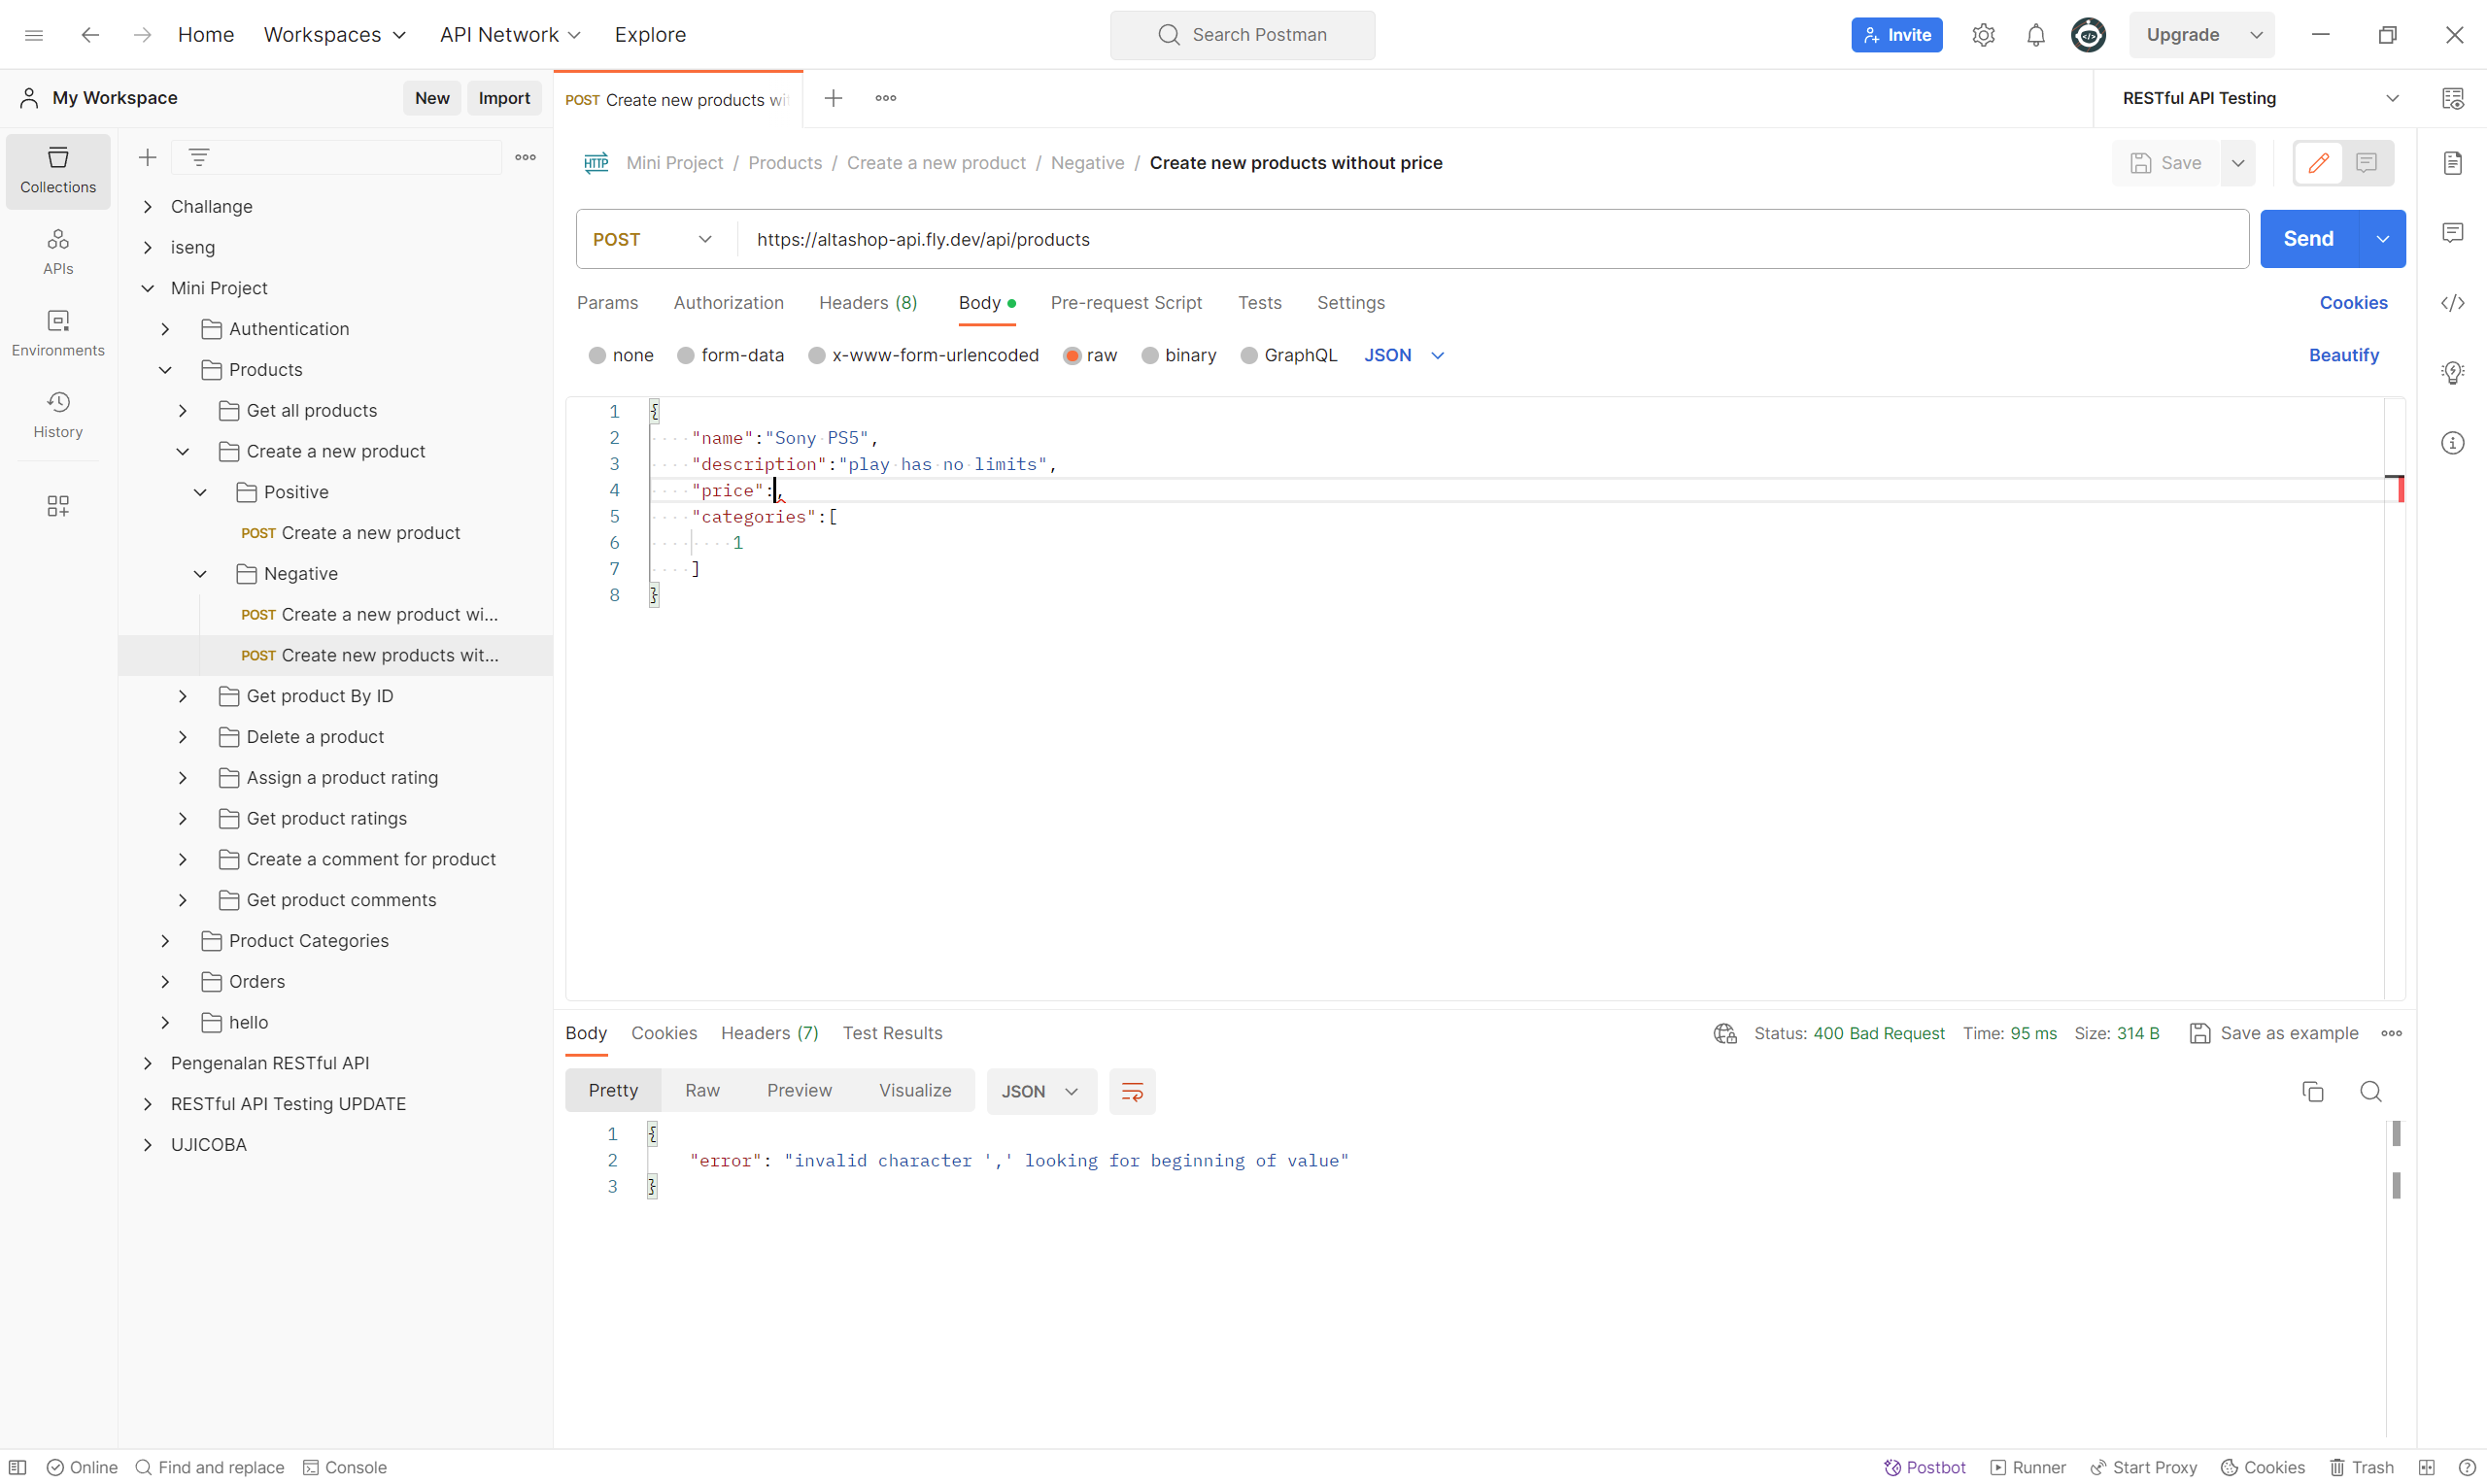 Home Workspaces API Network Explore Search Postman Invite Upgrade
My Workspace New Import POST Create new products wi RESTful API Testing
Collections
APIs
Environments
History
Challange
iseng
Mini Project
Authentication
Products
Get all products
Create a new product
Positive
POST Create a new product
Negative
POST Create a new product wi...
POST Create new products wit...
Get product By ID
Delete a product
Assign a product rating
Get product ratings
Create a comment for product
Get product comments
Product Categories
Orders
hello
Pengenalan RESTful API
RESTful API Testing UPDATE
UJICOBA
HTTP Mini Project / Products / Create a new product / Negative / Create new products without price Save
POST https://altashop-api.fly.dev/api/products Send
Params Authorization Headers (8) Body Pre-request Script Tests Settings Cookies
none form-data x-www-form-urlencoded raw binary GraphQL JSON Beautify
1 {
2 "name":"Sony PS5",
3 "description":"play has no limits",
4 "price":,
5 "categories":[
6 1
7 ]
8 }
Body Cookies Headers (7) Test Results Status: 400 Bad Request Time: 95 ms Size: 314 B Save as example
Pretty Raw Preview Visualize JSON
1 {
2 "error": "invalid character ',' looking for beginning of value"
3 }
Online Find and replace Console Postbot Runner Start Proxy Cookies Trash